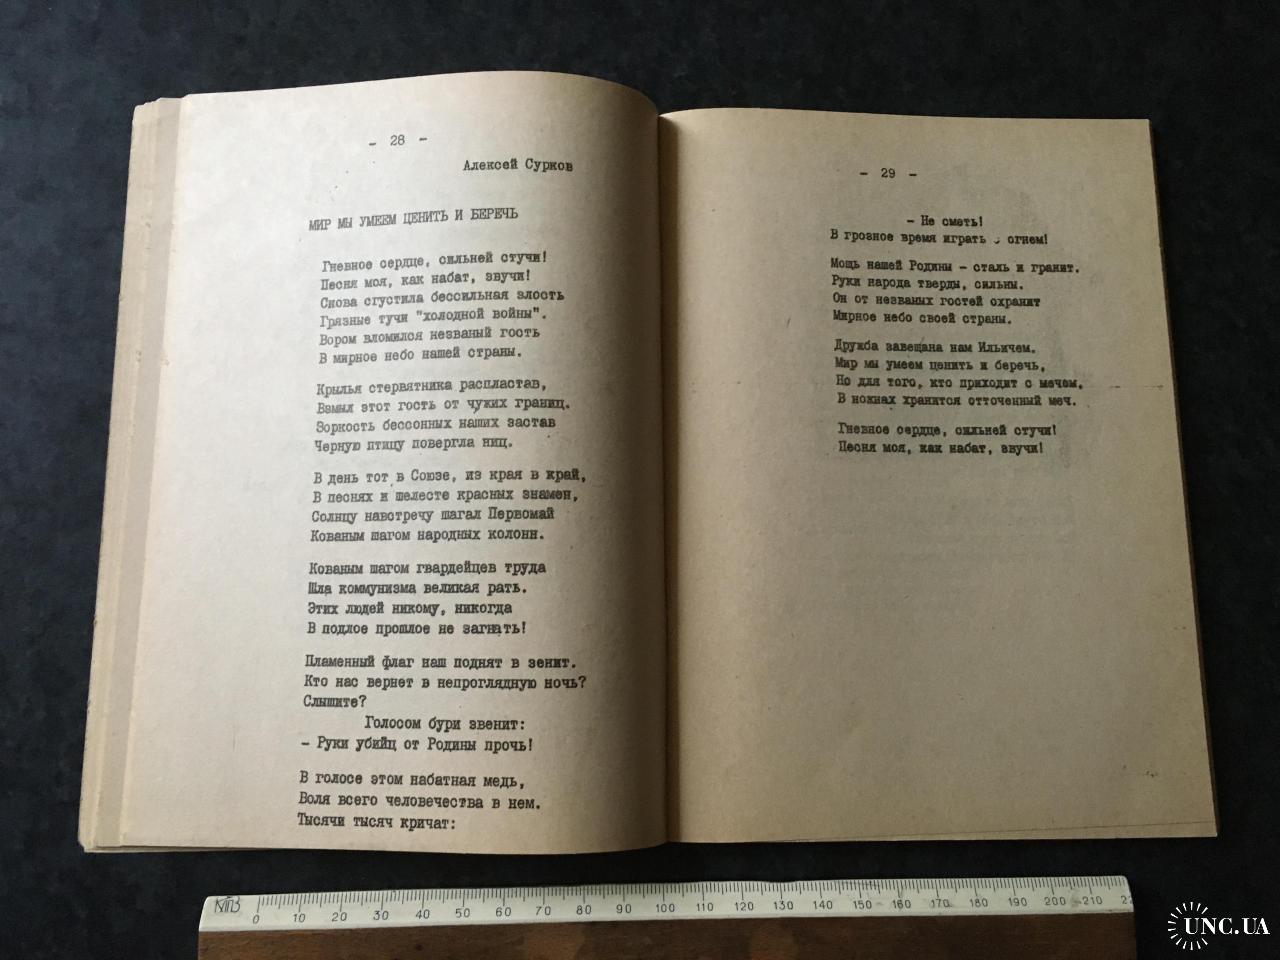 - 28 -
Алексей Сурков
МИР МЫ УМЕЕМ ЦЕНИТЬ И БЕРЕЧЬ
Гневное сердце, сильней стучи!
Песня моя, как набат, звучи!
Снова сгустила бессильная злость
Грязные тучи "холодной войны".
Вором вломился незваный гость
В мирное небо нашей страны.
Крылья стервятника распластав,
Взмыл этот гость от чужих границ.
Зоркость бессонных наших застав
Черную птицу повергла ниц.
В день тот в Союзе, из края в край,
В песнях и шелесте красных знамен,
Солнцу навстречу шагал Первомай
Кованым шагом народных колонн.
Кованым шагом гвардейцев труда
Шла коммунизма великая рать.
Этих людей никому, никогда
В подлое прошлое не загнать!
Пламенный флаг наш поднят в зенит.
Кто нас вернет в непроглядную ночь?
Слышите?
Голосом бури звенит:
- Руки убийц от Родины прочь!
В голосе этом набатная медь,
Воля всего человечества в нем.
Тысячи тысяч кричат:
- 29 -
- Не сметь!
В грозное время играть с огнем!
Мощь нашей Родины - сталь и гранит.
Руки народа тверды, сильны.
Он от незваных гостей охранит
Мирное небо своей страны.
Дружба завещана нам Ильичем.
Мир мы умеем ценить и беречь,
Но для того, кто приходит с мечем,
В ножнах хранится отточенный меч.
Гневное сердце, сильней стучи!
Песня моя, как набат, звучи!
0 10 20 30 40 50 60 70 80 90 100 110 120 130 140 150 160 170 180 190 200 210
UNC.UA